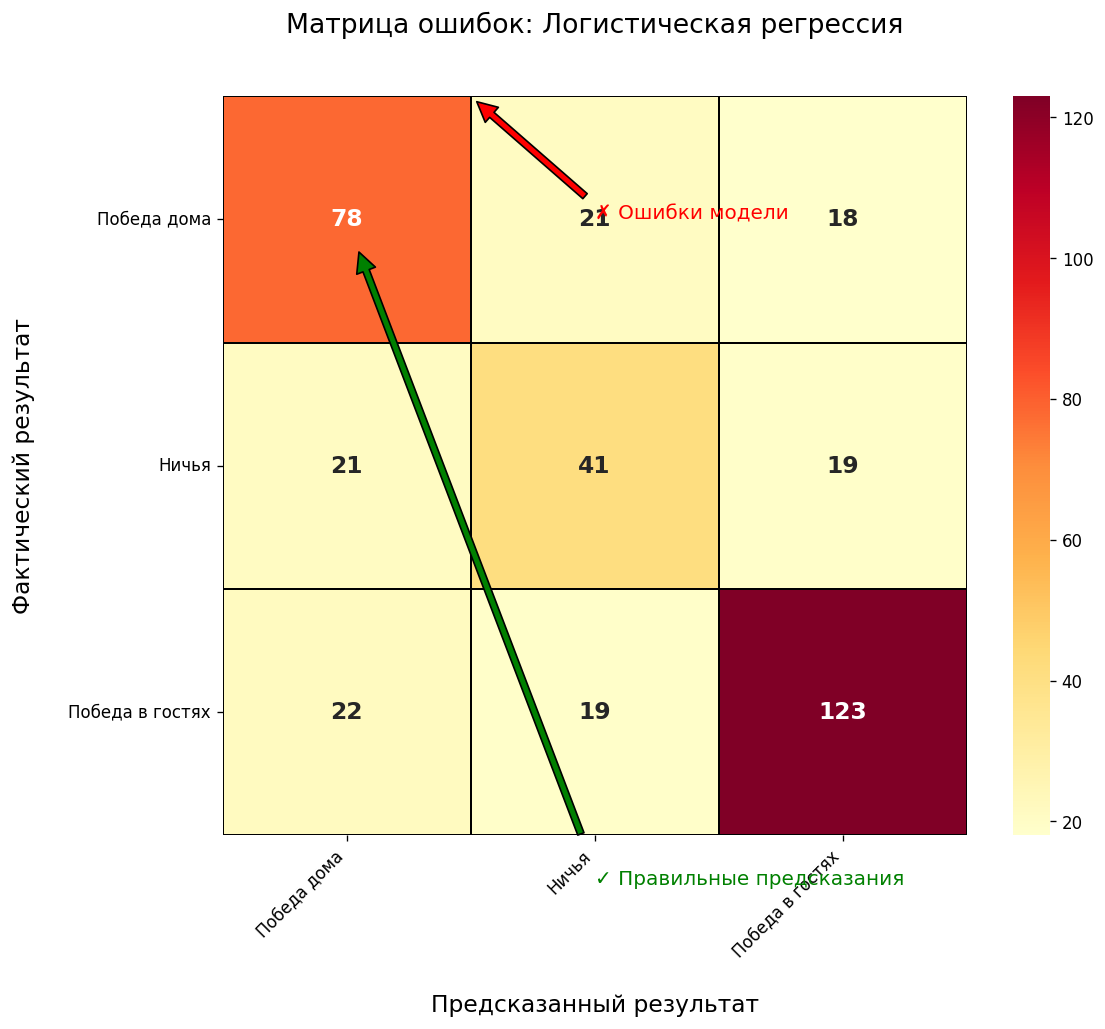 Матрица ошибок: Логистическая регрессия
Фактический результат
Победа дома
78
21
18
✗ Ошибки модели
Ничья
21
41
19
Победа в гостях
22
19
123
Победа дома
Ничья
Победа в гостях
✓ Правильные предсказания
Предсказанный результат
120
100
80
60
40
20